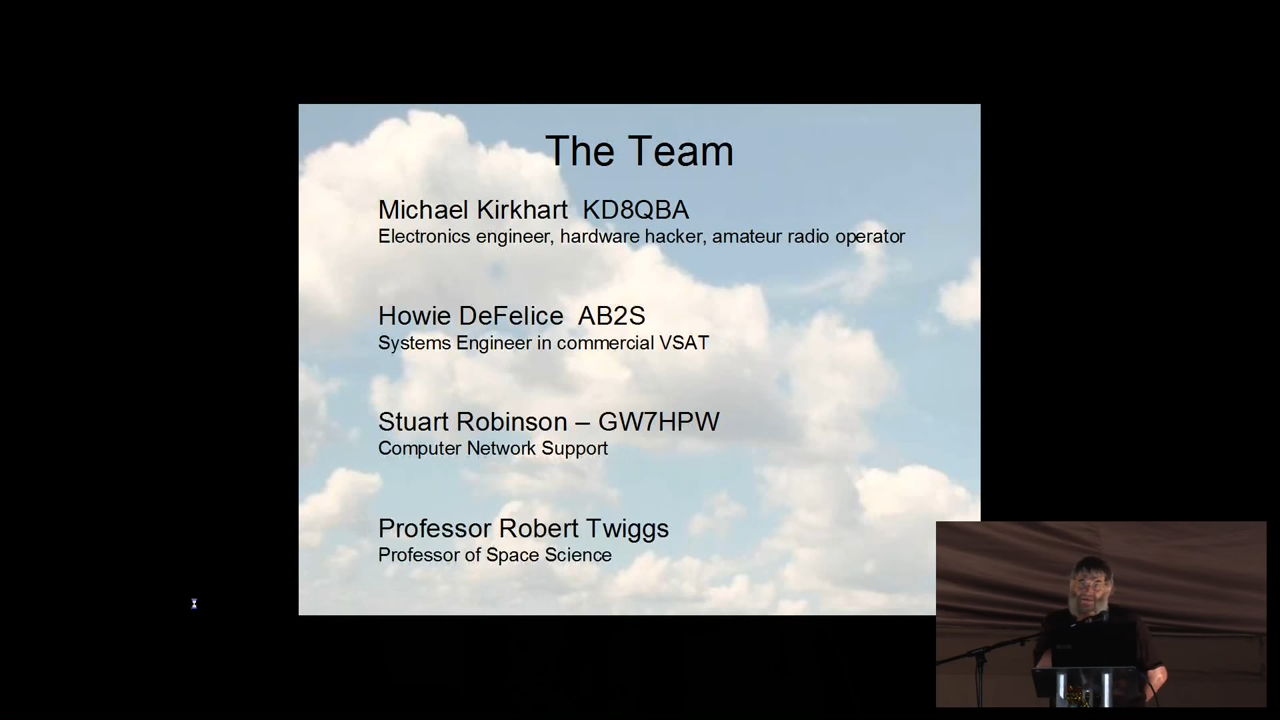 The Team
Michael Kirkhart  KD8QBA
Electronics engineer, hardware hacker, amateur radio operator
Howie DeFelice  AB2S
Systems Engineer in commercial VSAT
Stuart Robinson – GW7HPW
Computer Network Support
Professor Robert Twiggs
Professor of Space Science